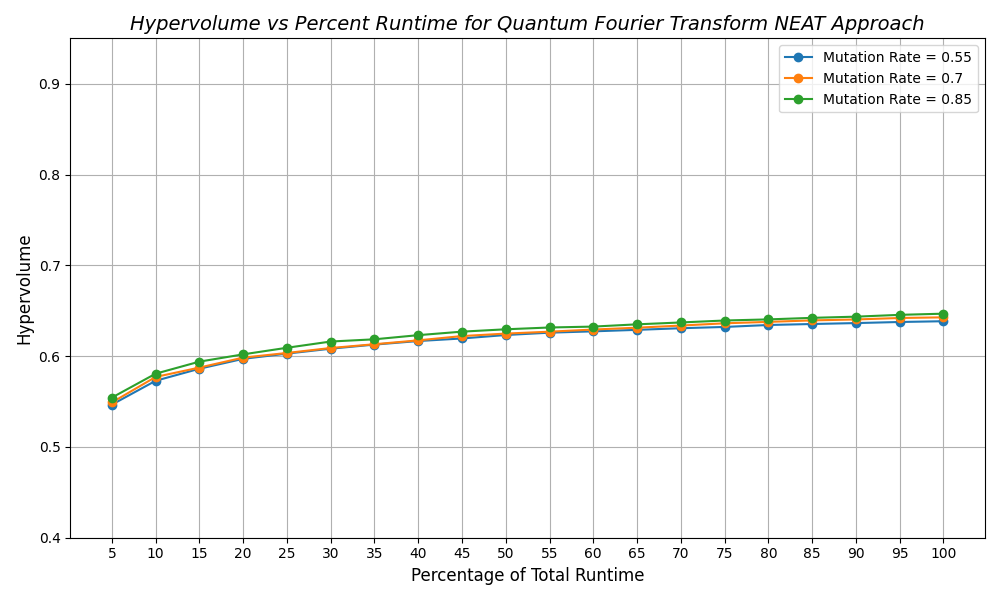 Hypervolume vs Percent Runtime for Quantum Fourier Transform NEAT Approach
Mutation Rate = 0.55
Mutation Rate = 0.7
Mutation Rate = 0.85
Hypervolume
0.9
0.8
0.7
0.6
0.5
0.4
5 10 15 20 25 30 35 40 45 50 55 60 65 70 75 80 85 90 95 100
Percentage of Total Runtime